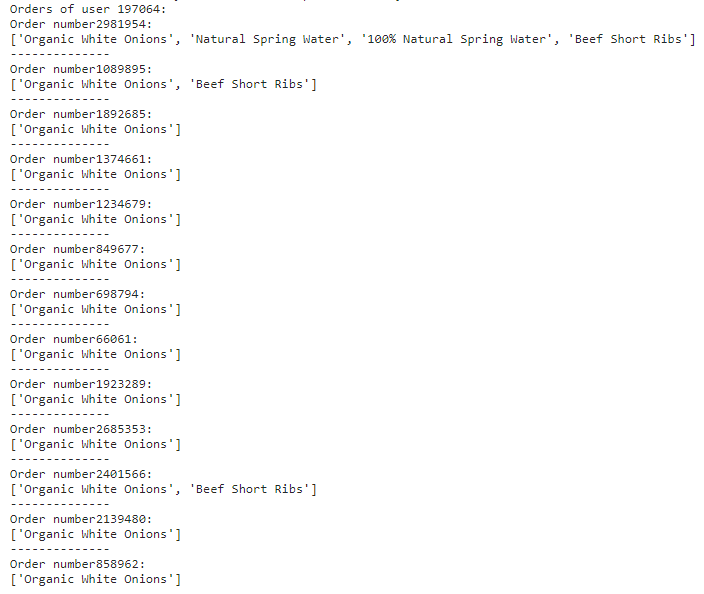 Orders of user 197064:
Order number2981954:
['Organic White Onions', 'Natural Spring Water', '100% Natural Spring Water', 'Beef Short Ribs']
--------------
Order number1089895:
['Organic White Onions', 'Beef Short Ribs']
--------------
Order number1892685:
['Organic White Onions']
--------------
Order number1374661:
['Organic White Onions']
--------------
Order number1234679:
['Organic White Onions']
--------------
Order number849677:
['Organic White Onions']
--------------
Order number698794:
['Organic White Onions']
--------------
Order number66061:
['Organic White Onions']
--------------
Order number1923289:
['Organic White Onions']
--------------
Order number2685353:
['Organic White Onions']
--------------
Order number2401566:
['Organic White Onions', 'Beef Short Ribs']
--------------
Order number2139480:
['Organic White Onions']
--------------
Order number858962:
['Organic White Onions']